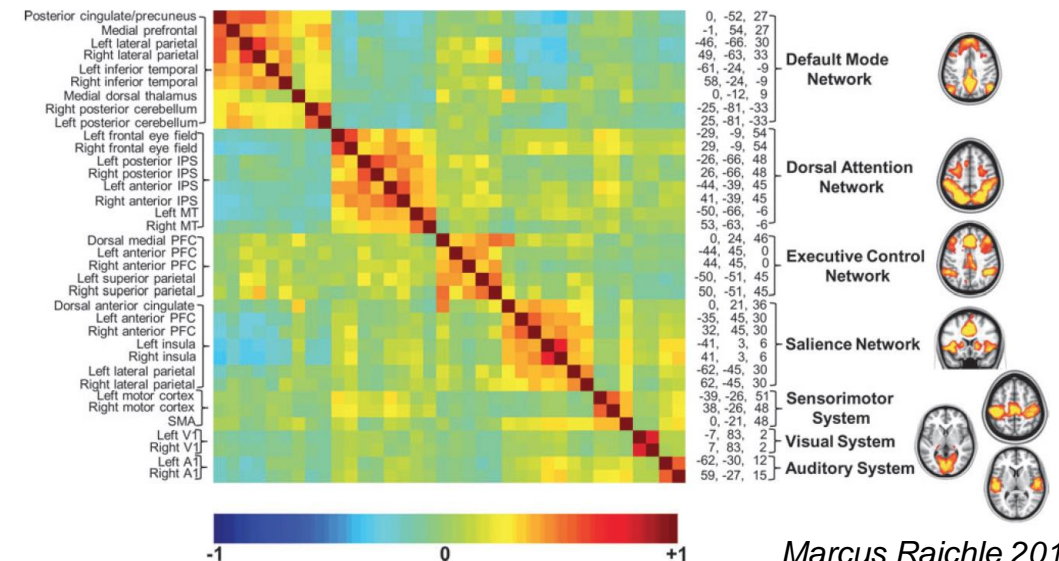 Posterior cingulate/precuneus
Medial prefrontal
Left lateral parietal
Right lateral parietal
Left inferior temporal
Right inferior temporal
Medial dorsal thalamus
Right posterior cerebellum
Left posterior cerebellum
Left frontal eye field
Right frontal eye field
Left posterior IPS
Right posterior IPS
Left anterior IPS
Right anterior IPS
Left MT
Right MT
Dorsal medial PFC
Left anterior PFC
Right anterior PFC
Left superior parietal
Right superior parietal
Dorsal anterior cingulate
Left anterior PFC
Right anterior PFC
Left insula
Right insula
Left lateral parietal
Right lateral parietal
Left motor cortex
Right motor cortex
SMA
Left V1
Right V1
Left A1
Right A1
0, -52, 27
-1, 54, 27
-46, -66. 30
49, -63, 33
-61, -24, -9
58, -24, -9
0, -12, 9
-25, -81, -33
25, -81, -33
-29, -9, 54
29, -9, 54
-26, -66, 48
26, -66, 48
-44, -39, 45
41, -39, 45
-50, -66, -6
53, -63, -6
0, 24, 46
-44, 45, 0
44, 45, 0
-50, -51, 45
50, -51, 45
0, 21, 36
-35, 45, 30
32, 45, 30
-41, 3, 6
41, 3, 6
-62, -45, 30
62, -45, 30
-39, -26, 51
38, -26, 48
0, -21, 48
-7, 83, 2
7, 83, 2
-62, -30, 12
59, -27, 15
Default Mode
Network
Dorsal Attention
Network
Executive Control
Network
Salience Network
Sensorimotor
System
Visual System
Auditory System
-1 0 +1
Marcus Raichle 201